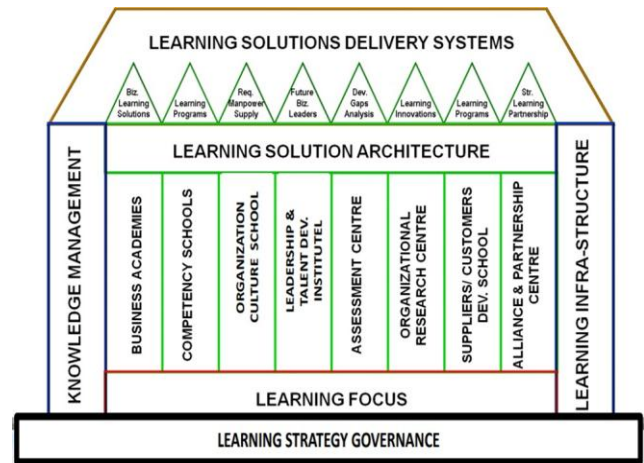 LEARNING SOLUTIONS DELIVERY SYSTEMS
Biz.
Learning
Solutions
Learning
Programs
Req.
Manpower
Supply
Future
Biz.
Leaders
Dev.
Gaps
Analysis
Learning
Innovations
Learning
Programs
Str.
Learning
Partnership
LEARNING SOLUTION ARCHITECTURE
KNOWLEDGE MANAGEMENT
BUSINESS ACADEMIES
COMPETENCY SCHOOLS
ORGANIZATION
CULTURE SCHOOL
LEADERSHIP &
TALENT DEV.
INSTITUTEL
ASSESSMENT CENTRE
ORGANIZATIONAL
RESEARCH CENTRE
SUPPLIERS/ CUSTOMERS
DEV. SCHOOL
ALLIANCE & PARTNERSHIP
CENTRE
LEARNING INFRA-STRUCTURE
LEARNING FOCUS
LEARNING STRATEGY GOVERNANCE